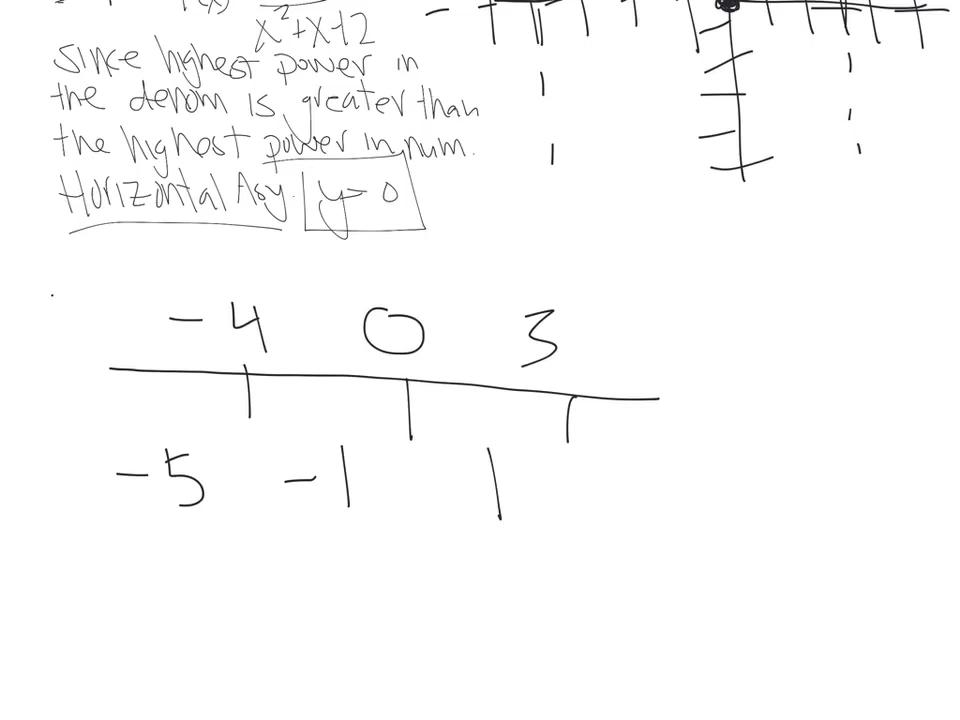 x²+x+12
since highest power in
the denom is greater than
the highest power in num.
Horizontal Asy. y=0
-4 0 3
-5 -1 1